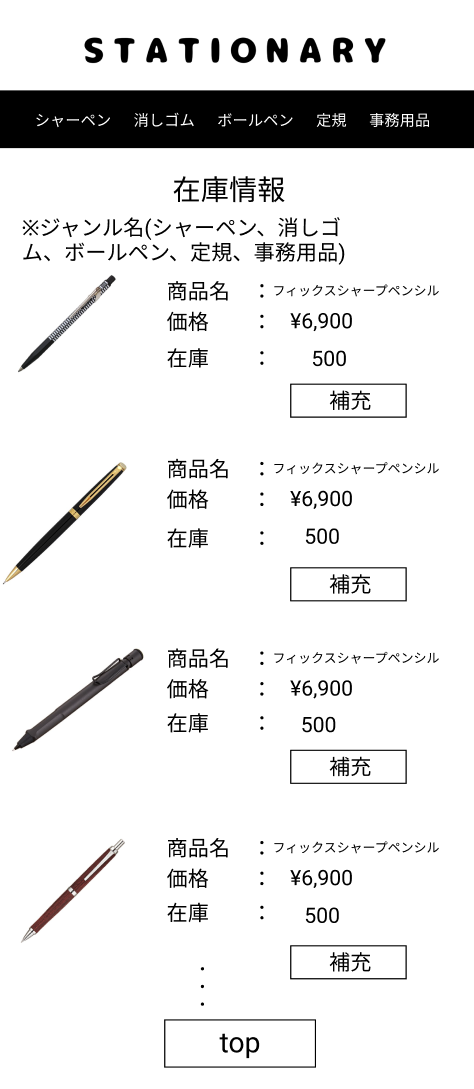 STATIONARY
シャーペン 消しゴム ボールペン 定規 事務用品
在庫情報
※ジャンル名(シャーペン、消しゴ
ム、ボールペン、定規、事務用品)
商品名 ：フィックスシャープペンシル
価格 ： ¥6,900
在庫 ： 500
補充
商品名 ：フィックスシャープペンシル
価格 ： ¥6,900
在庫 ： 500
補充
商品名 ：フィックスシャープペンシル
価格 ： ¥6,900
在庫 ： 500
補充
商品名 ：フィックスシャープペンシル
価格 ： ¥6,900
在庫 ： 500
補充
top